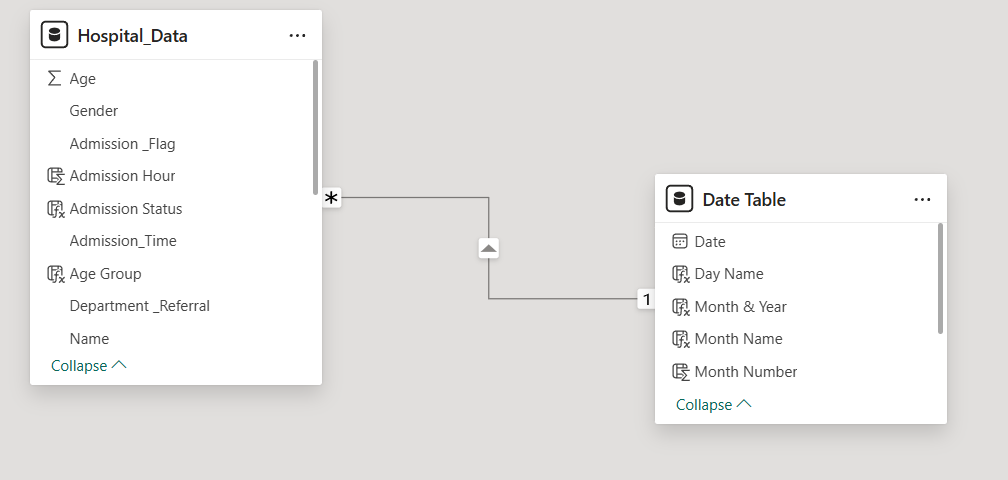 Hospital_Data
Age
Gender
Admission _Flag
Admission Hour
Admission Status
Admission_Time
Age Group
Department _Referral
Name
Collapse
*
1
Date Table
Date
Day Name
Month & Year
Month Name
Month Number
Collapse